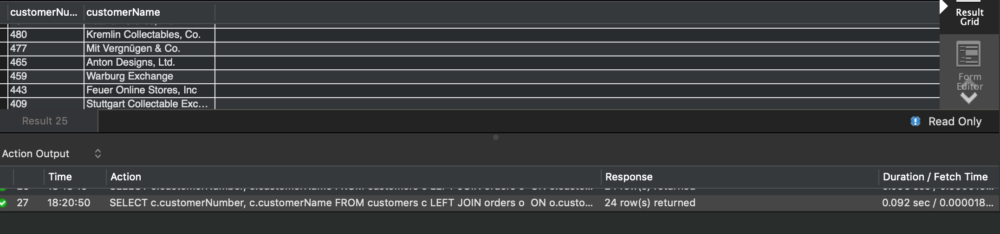 customerNu... customerName
Result
Grid
480 Kremlin Collectables, Co.
477 Mit Vergnügen & Co.
465 Anton Designs, Ltd.
459 Warburg Exchange
443 Feuer Online Stores, Inc
409 Stuttgart Collectable Exc...
Form
Editor
Result 25
Read Only
Action Output
Time Action Response Duration / Fetch Time
27 18:20:50 SELECT c.customerNumber, c.customerName FROM customers c LEFT JOIN orders o  ON o.custo... 24 row(s) returned 0.092 sec / 0.000018...